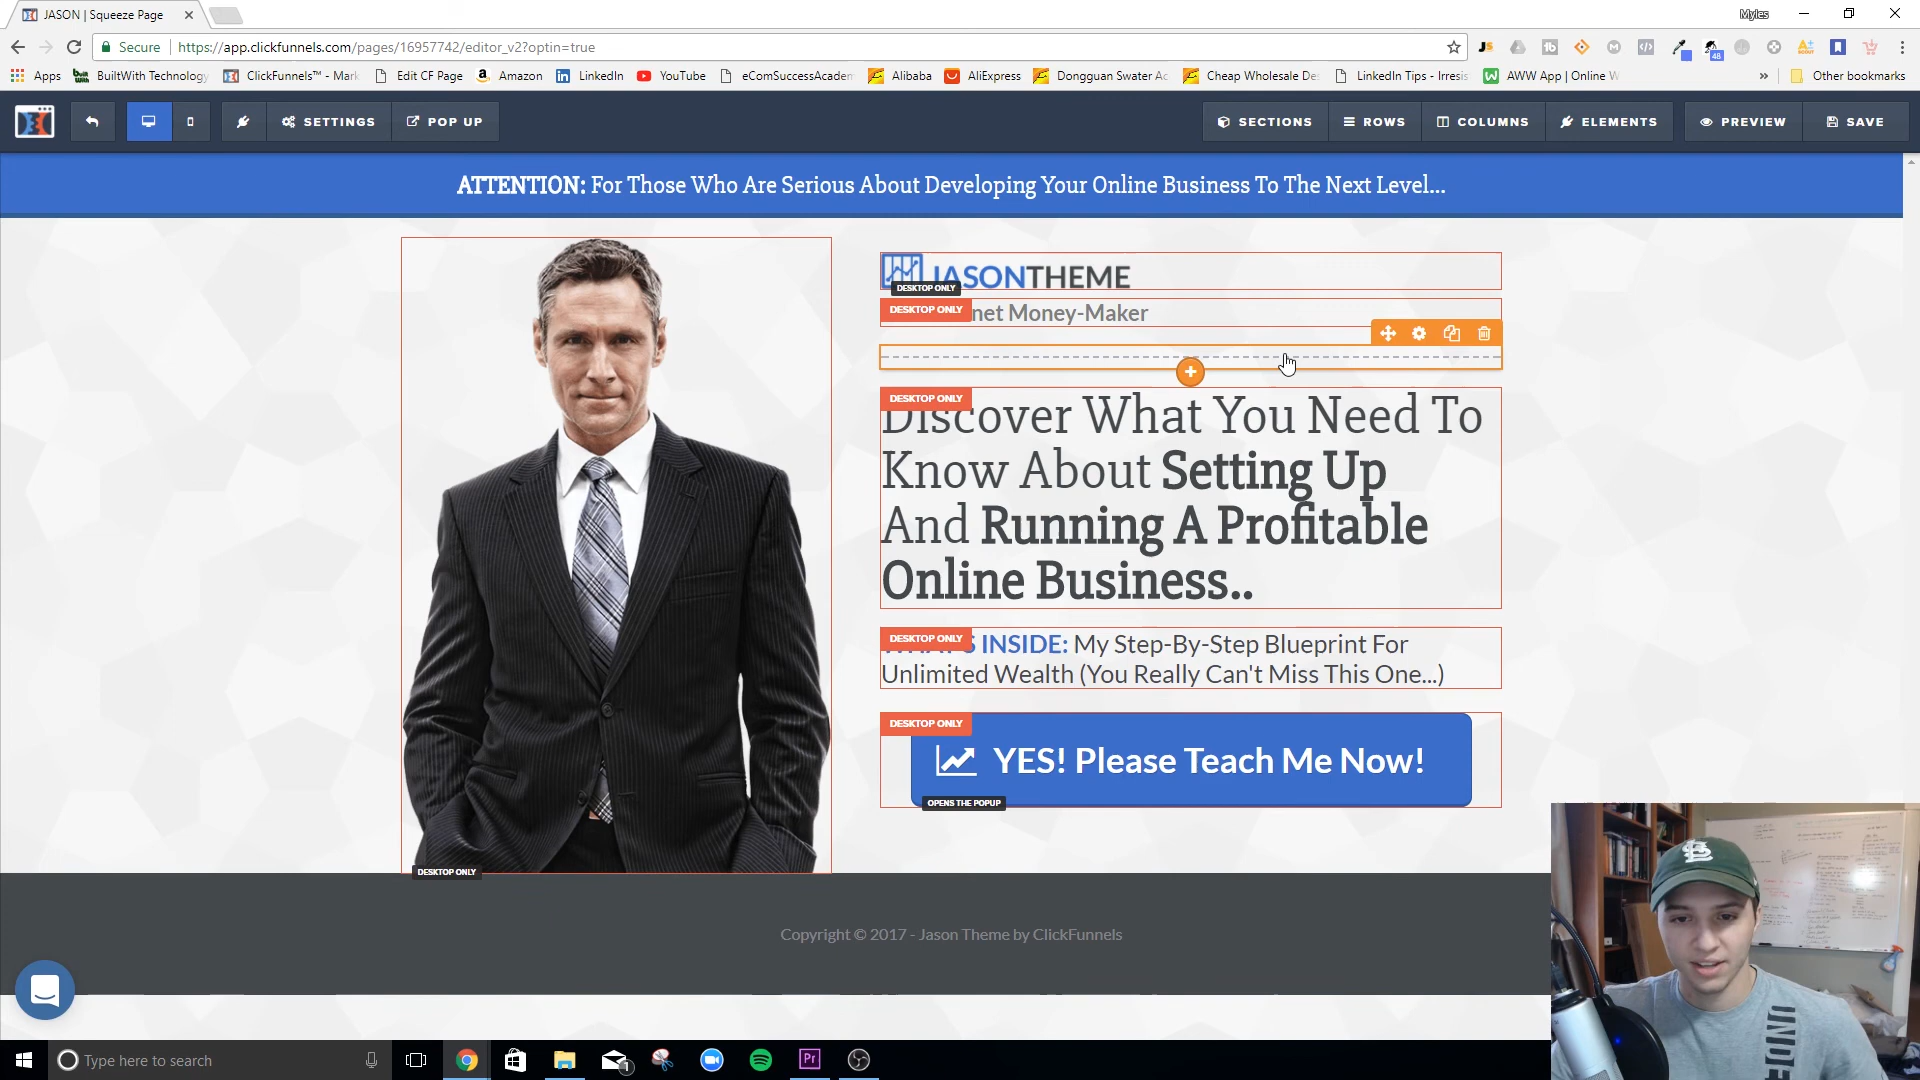 JASON | Squeeze Page
Myles
Secure
https://app.clickfunnels.com/pages/16957742/editor_v2?optin=true
Apps
BuiltWith Technology
ClickFunnels™ - Mark
Edit CF Page
Amazon
LinkedIn
YouTube
eComSuccessAcadem
Alibaba
AliExpress
Dongguan Swater Ac
Cheap Wholesale De
LinkedIn Tips - Irresis
AWW App | Online W
Other bookmarks
SETTINGS
POP UP
SECTIONS
ROWS
COLUMNS
ELEMENTS
PREVIEW
SAVE
ATTENTION: For Those Who Are Serious About Developing Your Online Business To The Next Level...
JASONTHEME
DESKTOP ONLY
DESKTOP ONLY
net Money-Maker
DESKTOP ONLY
Discover What You Need To
Know About Setting Up
And Running A Profitable
Online Business..
DESKTOP ONLY
INSIDE: My Step-By-Step Blueprint For
Unlimited Wealth (You Really Can't Miss This One...)
DESKTOP ONLY
YES! Please Teach Me Now!
OPENS THE POPUP
DESKTOP ONLY
Copyright © 2017 - Jason Theme by ClickFunnels
Type here to search